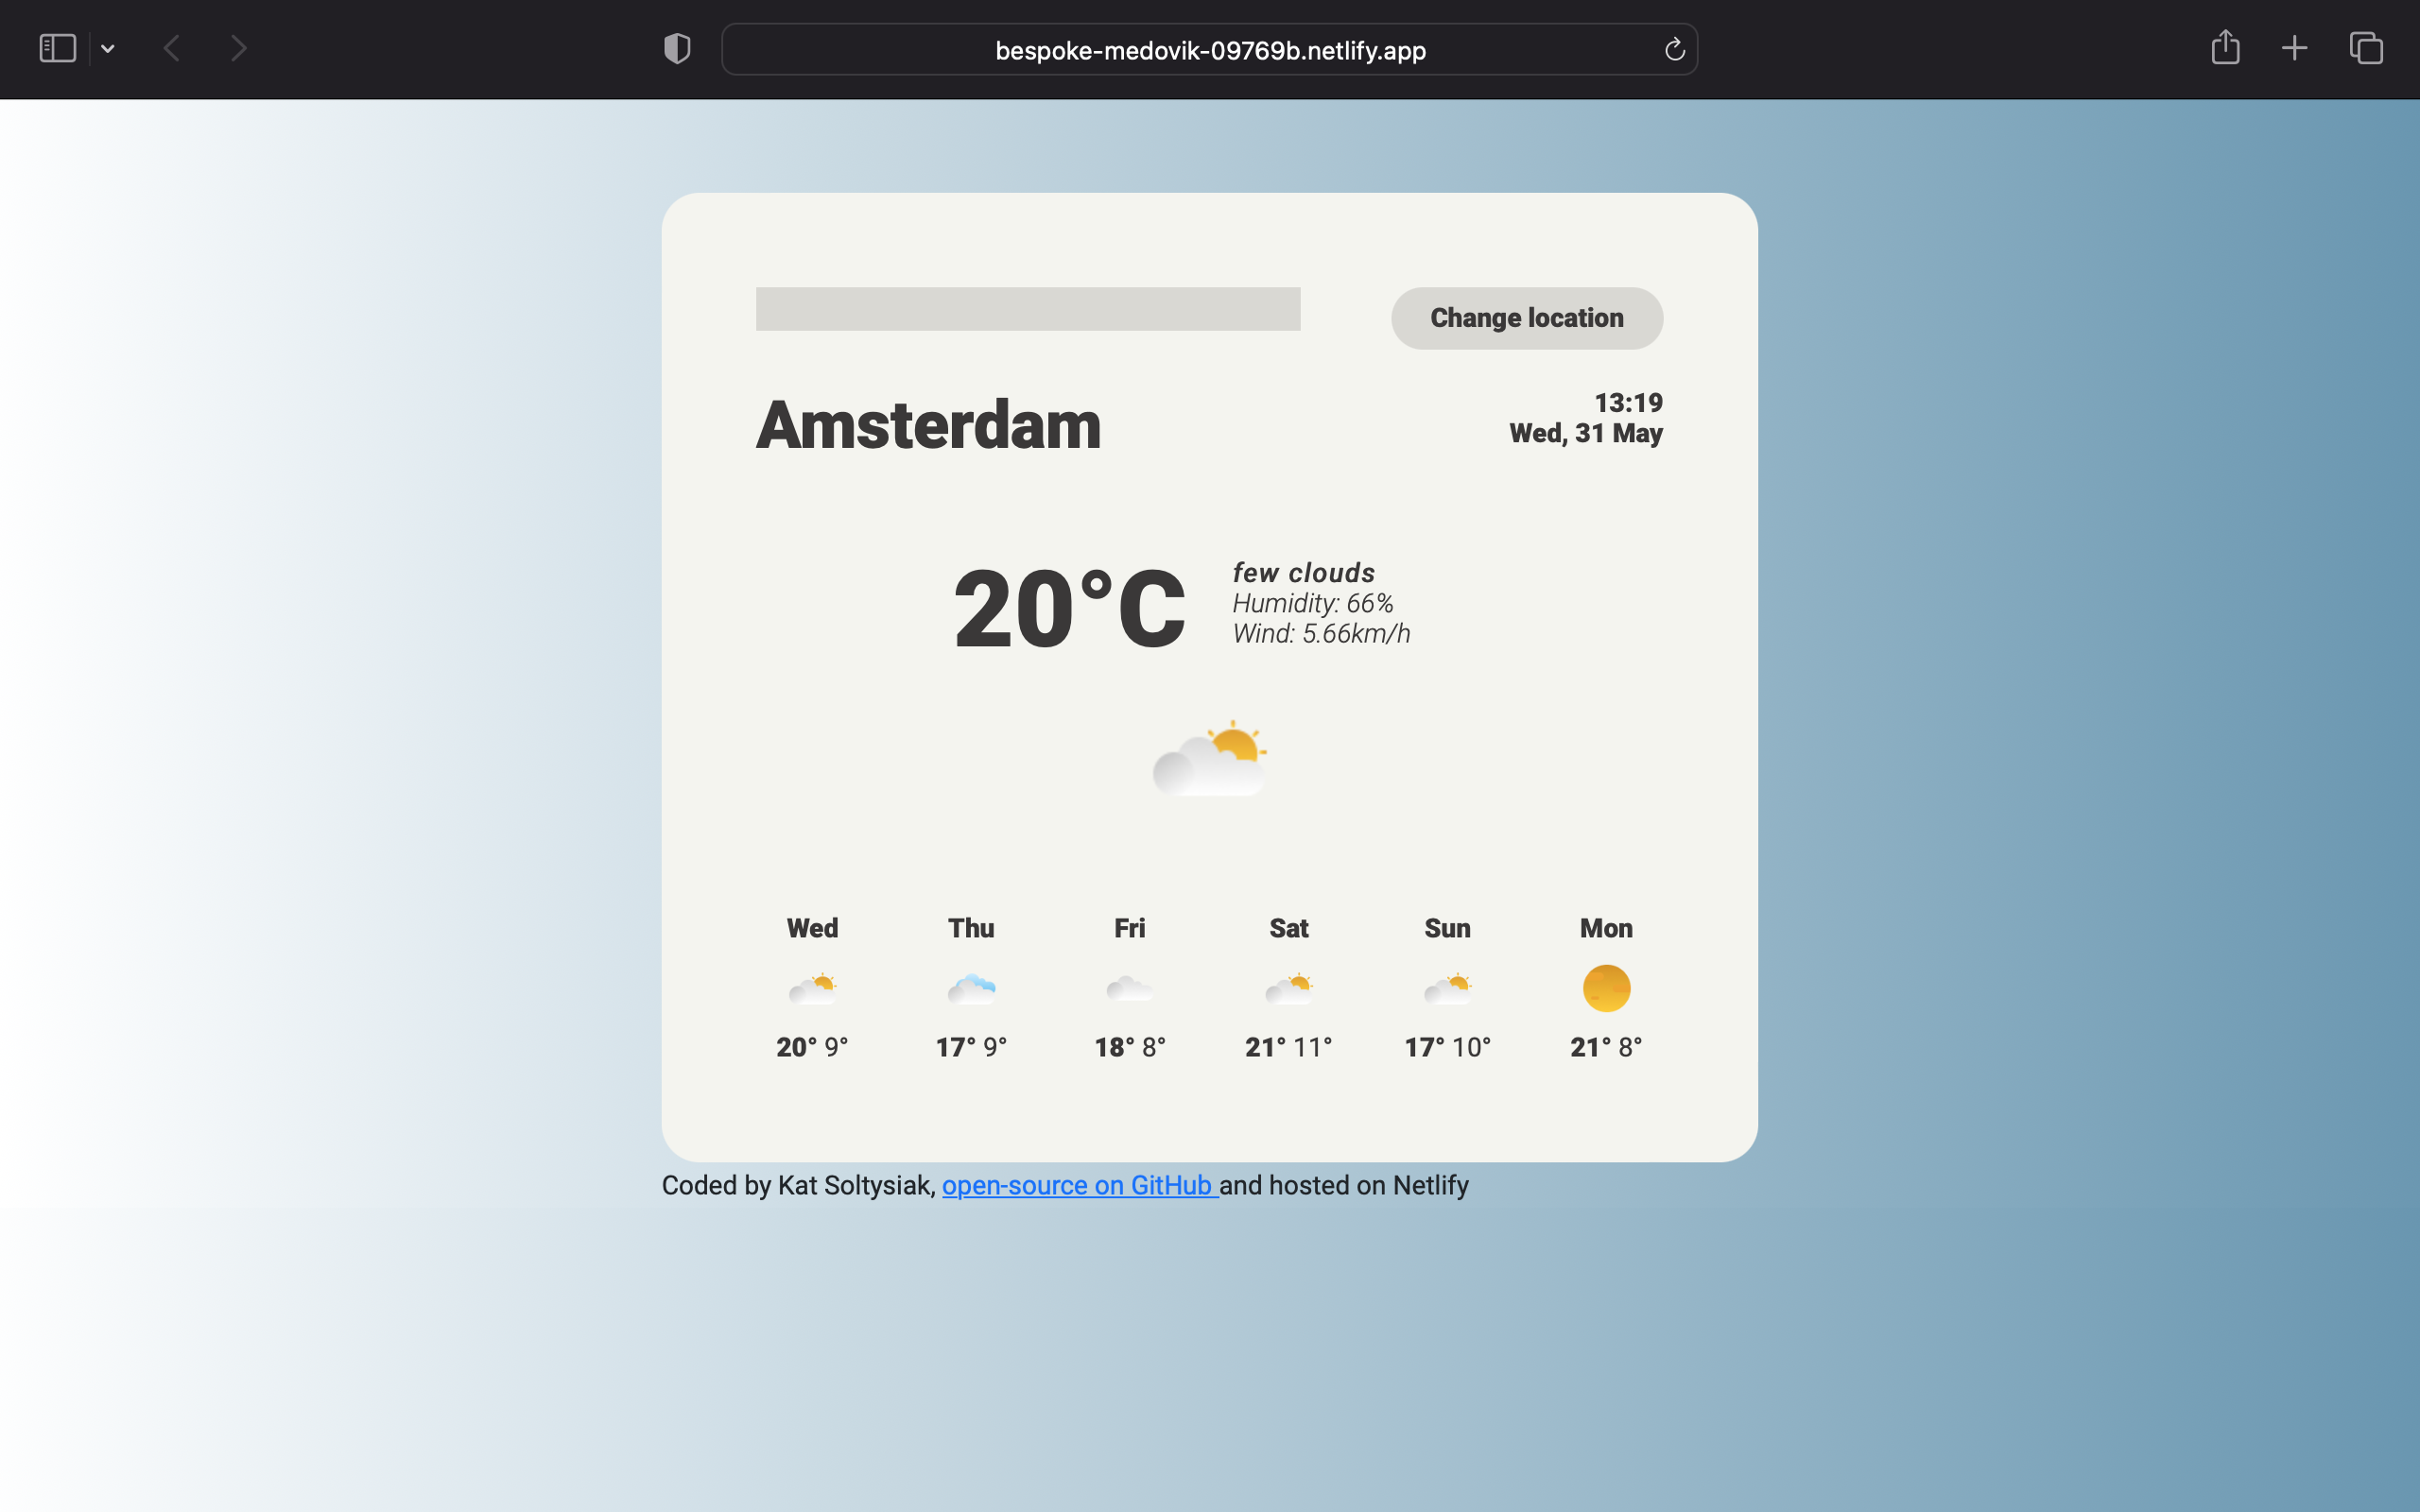 bespoke-medovik-09769b.netlify.app
Change location
Amsterdam
13:19
Wed, 31 May
20°C
few clouds
Humidity: 66%
Wind: 5.66km/h
Wed Thu Fri Sat Sun Mon
20° 9° 17° 9° 18° 8° 21° 11° 17° 10° 21° 8°
Coded by Kat Soltysiak, open-source on GitHub and hosted on Netlify